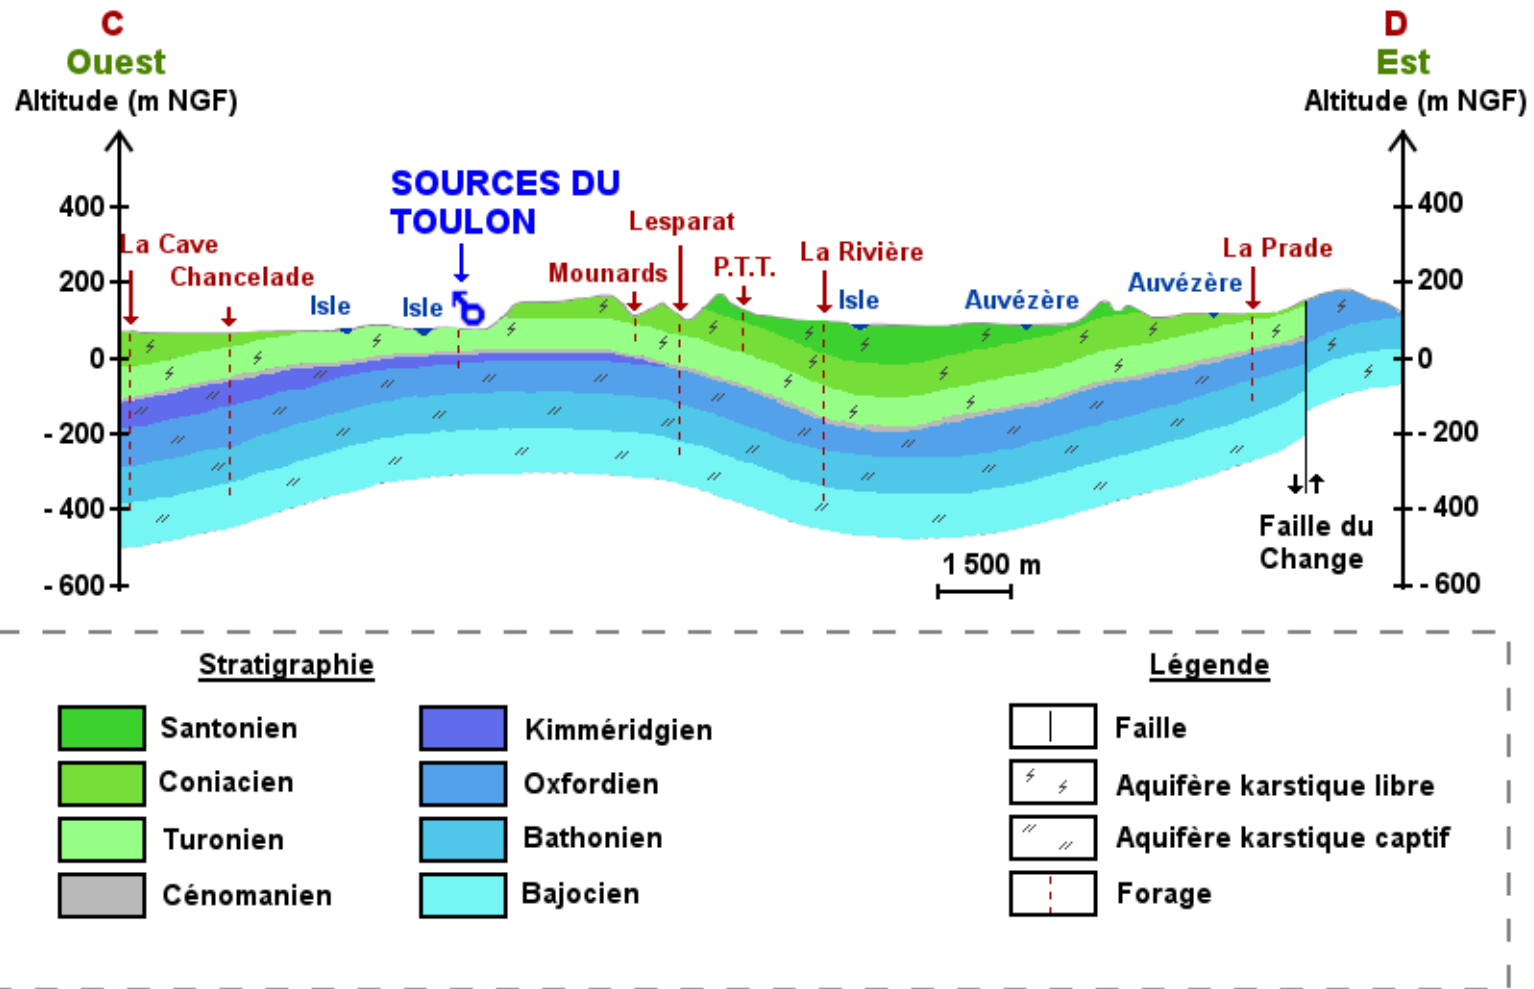 C
D
Ouest
Est
Altitude (m NGF)
Altitude (m NGF)
SOURCES DU
TOULON
400
400
La Cave
Chancelade
Isle
Isle
Mounards
Lesparat
P.T.T.
La Rivière
Isle
Auvézère
Auvézère
La Prade
200
200
0
0
- 200
- 200
- 400
- 400
- 600
- 600
Faille du
Change
1 500 m
Stratigraphie
Légende
Santonien
Kimméridgien
Faille
Coniacien
Oxfordien
Aquifère karstique libre
Turonien
Bathonien
Aquifère karstique captif
Cénomanien
Bajocien
Forage